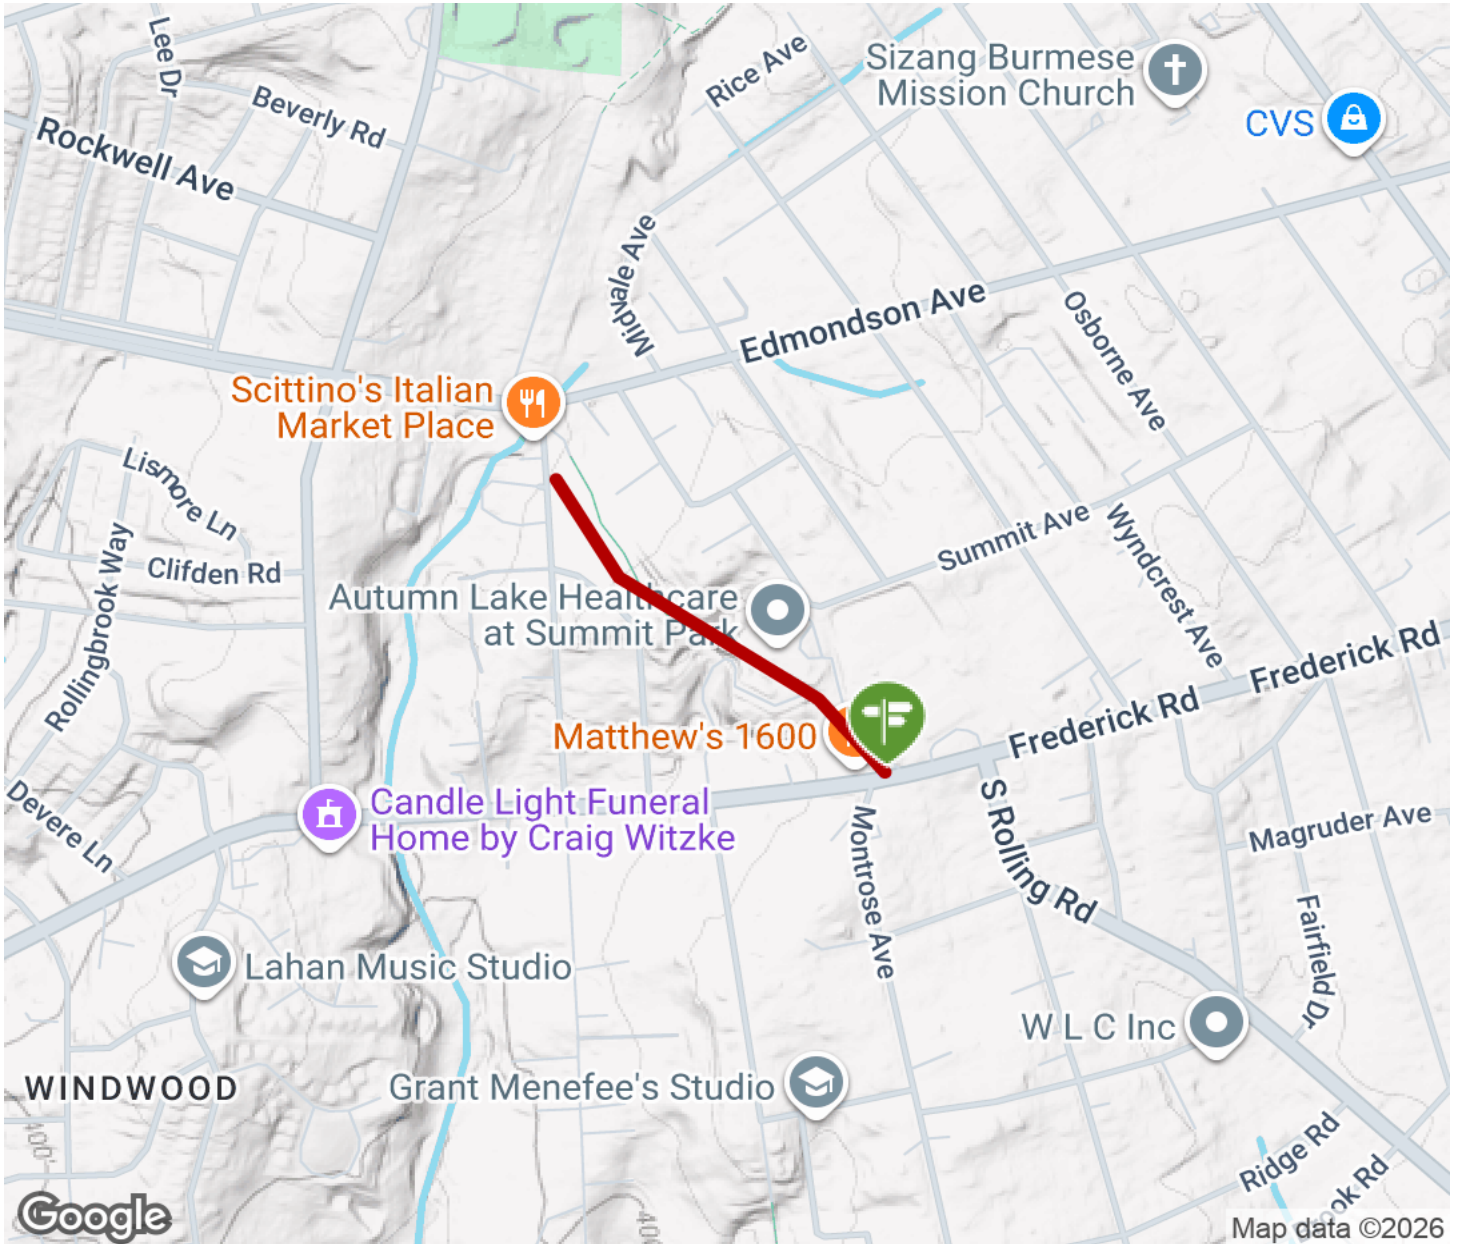 Lee Dr
Beverly Rd
Rockwell Ave
Rice Ave
Sizang Burmese
Mission Church
CVS
Midvale Ave
Edmondson Ave
Osborne Ave
Scittino's Italian
Market Place
Lismore Ln
Clifden Rd
Rollingbrook Way
Summit Ave
Wyndcrest Ave
Autumn Lake Healthcare
at Summit Park
Frederick Rd
Frederick Rd
Matthew's 1600
Devere Ln
Candle Light Funeral
Home by Craig Witzke
Montrose Ave
S Rolling Rd
Magruder Ave
Fairfield Dr
Lahan Music Studio
W L C Inc
Grant Menefee's Studio
WINDWOOD
400'
400
Ridge Rd
ook Rd
Google
Map data ©2026